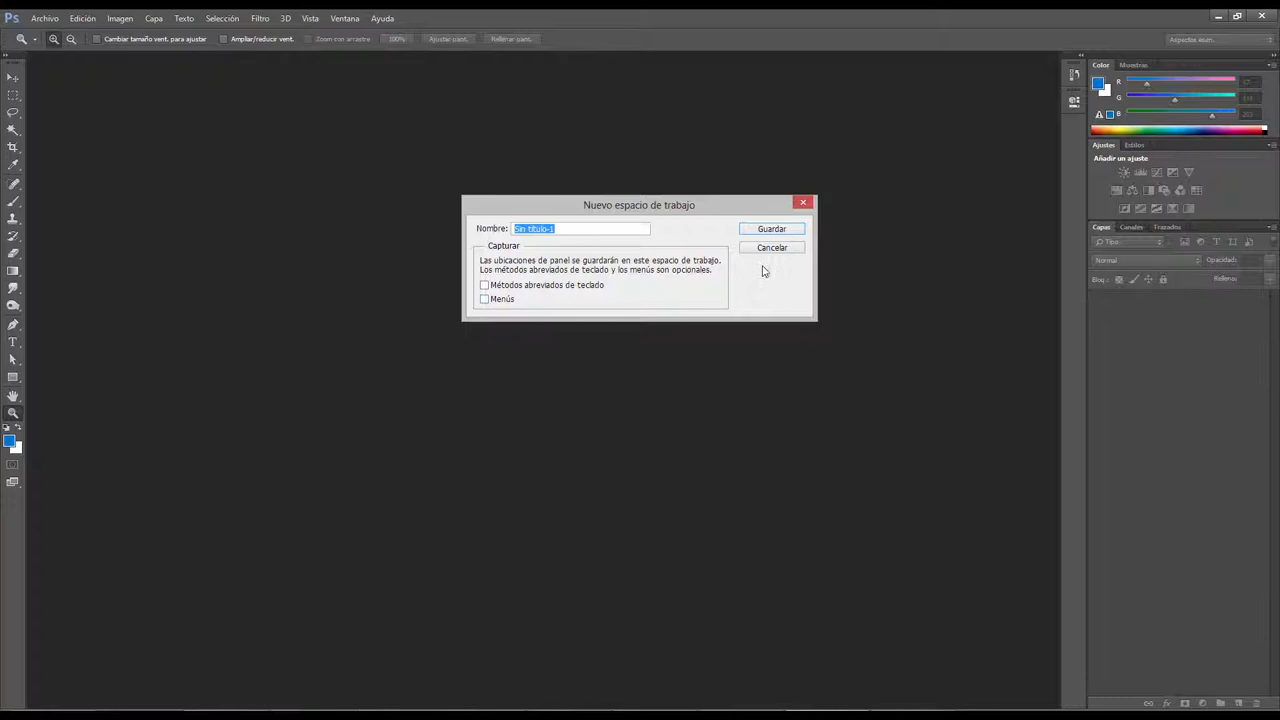 Ps Archivo Edición Imagen Capa Texto Selección Filtro 3D Vista Ventana Ayuda
Cambiar tamaño vent. para ajustar Ampliar/reducir vent. Zoom con arrastre 100% Ajustar pant. Rellenar pant. Aspectos esen...
Color Muestras
R
G
B
Ajustes Estilos
Añadir un ajuste
Nuevo espacio de trabajo
Nombre: Sin título-1 Guardar
Capturar Cancelar
Las ubicaciones de panel se guardarán en este espacio de trabajo.
Los métodos abreviados de teclado y los menús son opcionales.
Métodos abreviados de teclado
Menús
Capas Canales Trazados
Tipo
Normal Opacidad:
Bloq.: Relleno:
T
fx